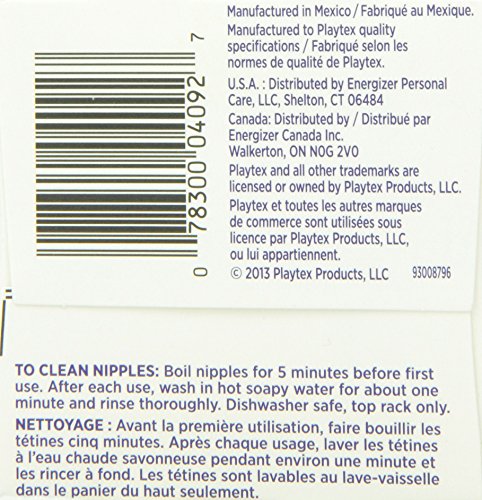 Manufactured in Mexico / Fabriqué au Mexique.
Manufactured to Playtex quality
specifications / Fabriqué selon les
normes de qualité de Playtex.
U.S.A. : Distributed by Energizer Personal
Care, LLC, Shelton, CT 06484
Canada: Distributed by / Distribué par
Energizer Canada Inc.
Walkerton, ON NOG 2VO
Playtex and all other trademarks are
licensed or owned by Playtex Products, LLC.
Playtex et toutes les autres marques
de commerce sont utilisées sous
licence par Playtex Products, LLC,
ou lui appartiennent.
© 2013 Playtex Products, LLC 93008796
0 78300 04092 7
TO CLEAN NIPPLES: Boil nipples for 5 minutes before first
use. After each use, wash in hot soapy water for about one
minute and rinse thoroughly. Dishwasher safe, top rack only.
NETTOYAGE : Avant la première utilisation, faire bouillir les
tétines cinq minutes. Après chaque usage, laver les tétines
à l'eau chaude savonneuse pendant environ une minute et
les rincer à fond. Les tétines sont lavables au lave-vaisselle
dans le panier du haut seulement.